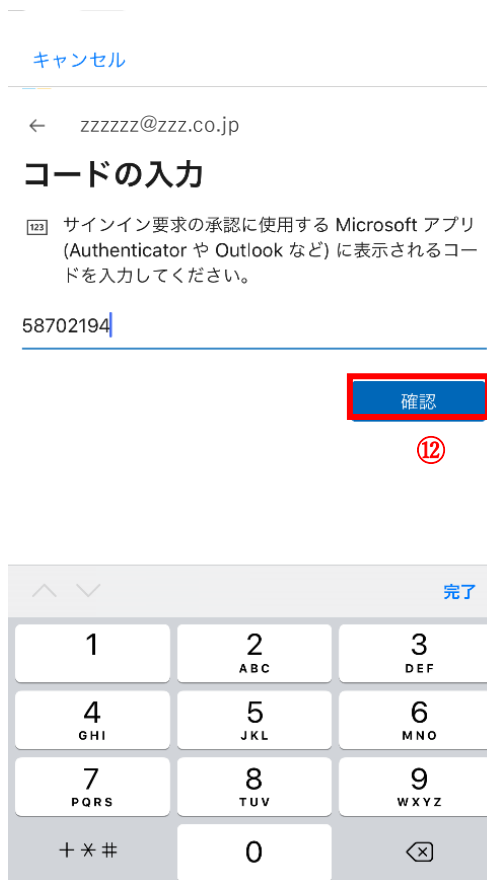 キャンセル
← zzzzzz@zzz.co.jp
コードの入力
123 サインイン要求の承認に使用する Microsoft アプリ
(Authenticator や Outlook など) に表示されるコー
ドを入力してください。
58702194
確認
⑫
完了
1 2 3
ABC DEF
4 5 6
GHI JKL MNO
7 8 9
PQRS TUV WXYZ
+*# 0